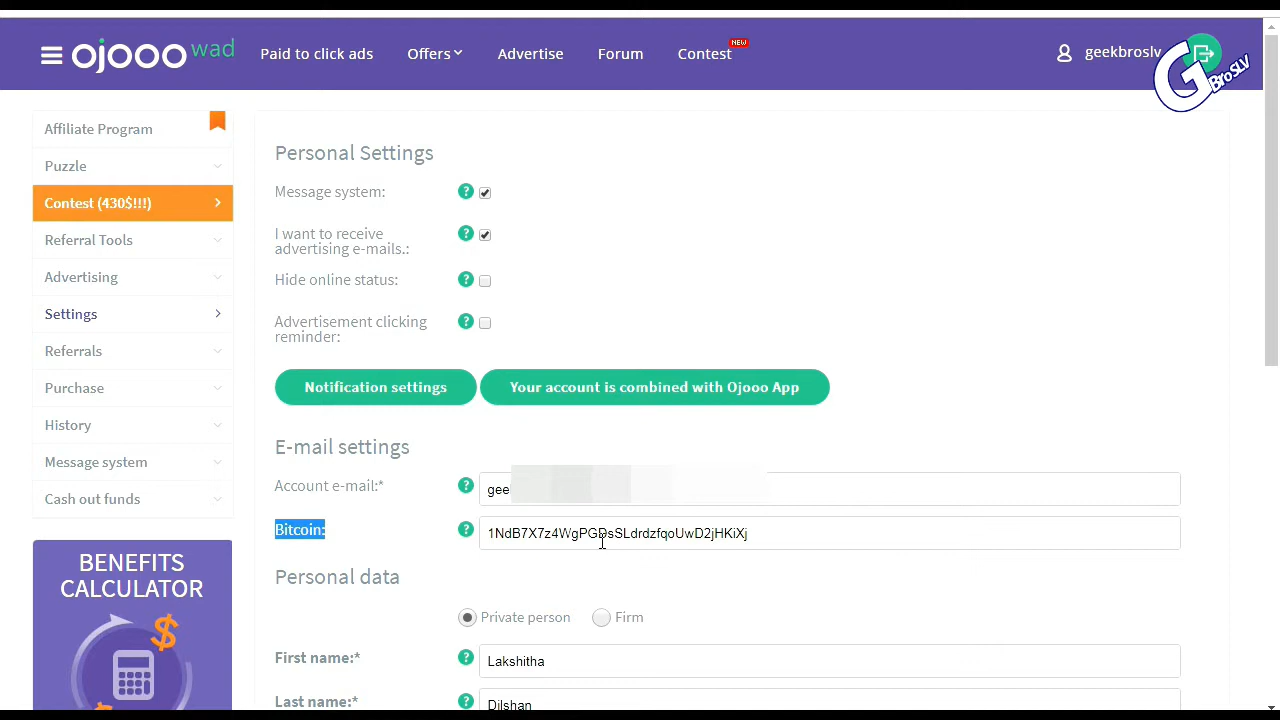 ojooo wad
Paid to click ads
Offers
Advertise
Forum
Contest
NEW
geekbroslv
G BroSLV
Affiliate Program
Puzzle
Contest (430$!!!)
Referral Tools
Advertising
Settings
Referrals
Purchase
History
Message system
Cash out funds
BENEFITS
CALCULATOR
$
Personal Settings
Message system:
?
I want to receive
advertising e-mails.:
?
Hide online status:
?
Advertisement clicking
reminder:
?
Notification settings
Your account is combined with Ojooo App
E-mail settings
Account e-mail:*
?
gee
Bitcoin:
?
1NdB7X7z4WgPGDsSLdrdzfqoUwD2jHKiXj
Personal data
Private person
Firm
First name:*
?
Lakshitha
Last name:*
?
Dilshan